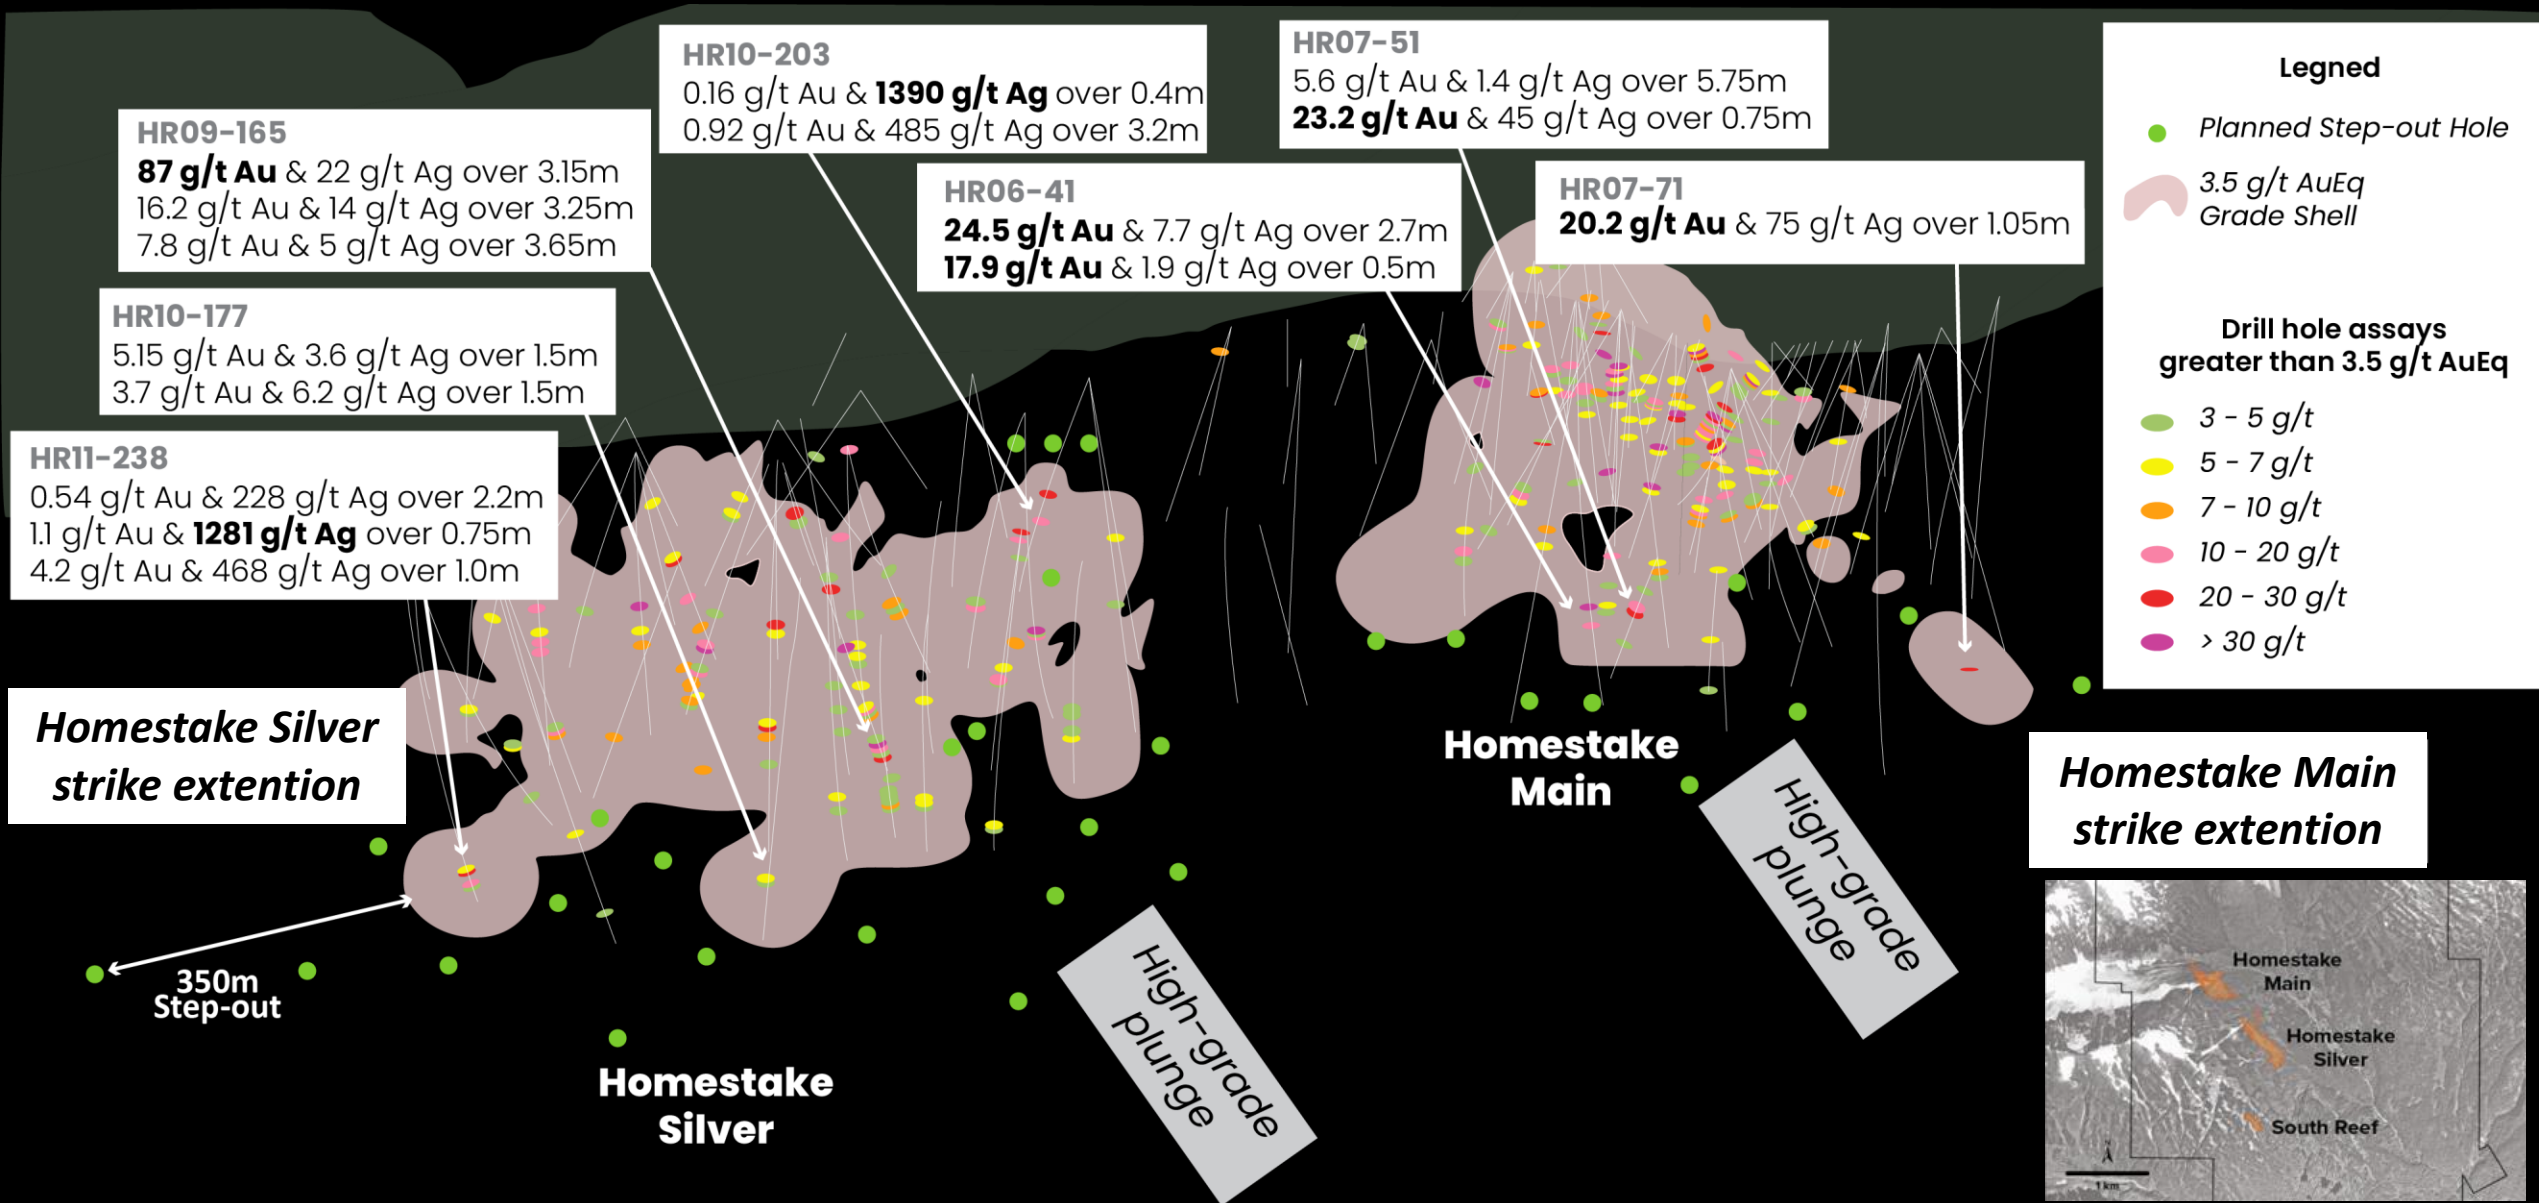 HR10-203
0.16 g/t Au & 1390 g/t Ag over 0.4m
0.92 g/t Au & 485 g/t Ag over 3.2m
HR07-51
5.6 g/t Au & 1.4 g/t Ag over 5.75m
23.2 g/t Au & 45 g/t Ag over 0.75m
HR09-165
87 g/t Au & 22 g/t Ag over 3.15m
16.2 g/t Au & 14 g/t Ag over 3.25m
7.8 g/t Au & 5 g/t Ag over 3.65m
HR06-41
24.5 g/t Au & 7.7 g/t Ag over 2.7m
17.9 g/t Au & 1.9 g/t Ag over 0.5m
HR07-71
20.2 g/t Au & 75 g/t Ag over 1.05m
HR10-177
5.15 g/t Au & 3.6 g/t Ag over 1.5m
3.7 g/t Au & 6.2 g/t Ag over 1.5m
HR11-238
0.54 g/t Au & 228 g/t Ag over 2.2m
1.1 g/t Au & 1281 g/t Ag over 0.75m
4.2 g/t Au & 468 g/t Ag over 1.0m
Legned
Planned Step-out Hole
3.5 g/t AuEq
Grade Shell
Drill hole assays
greater than 3.5 g/t AuEq
3 - 5 g/t
5 - 7 g/t
7 - 10 g/t
10 - 20 g/t
20 - 30 g/t
> 30 g/t
Homestake Silver
strike extention
Homestake
Main
High-grade
plunge
Homestake Main
strike extention
350m
Step-out
Homestake
Silver
High-grade
plunge
Homestake
Main
Homestake
Silver
South Reef
N
1 km